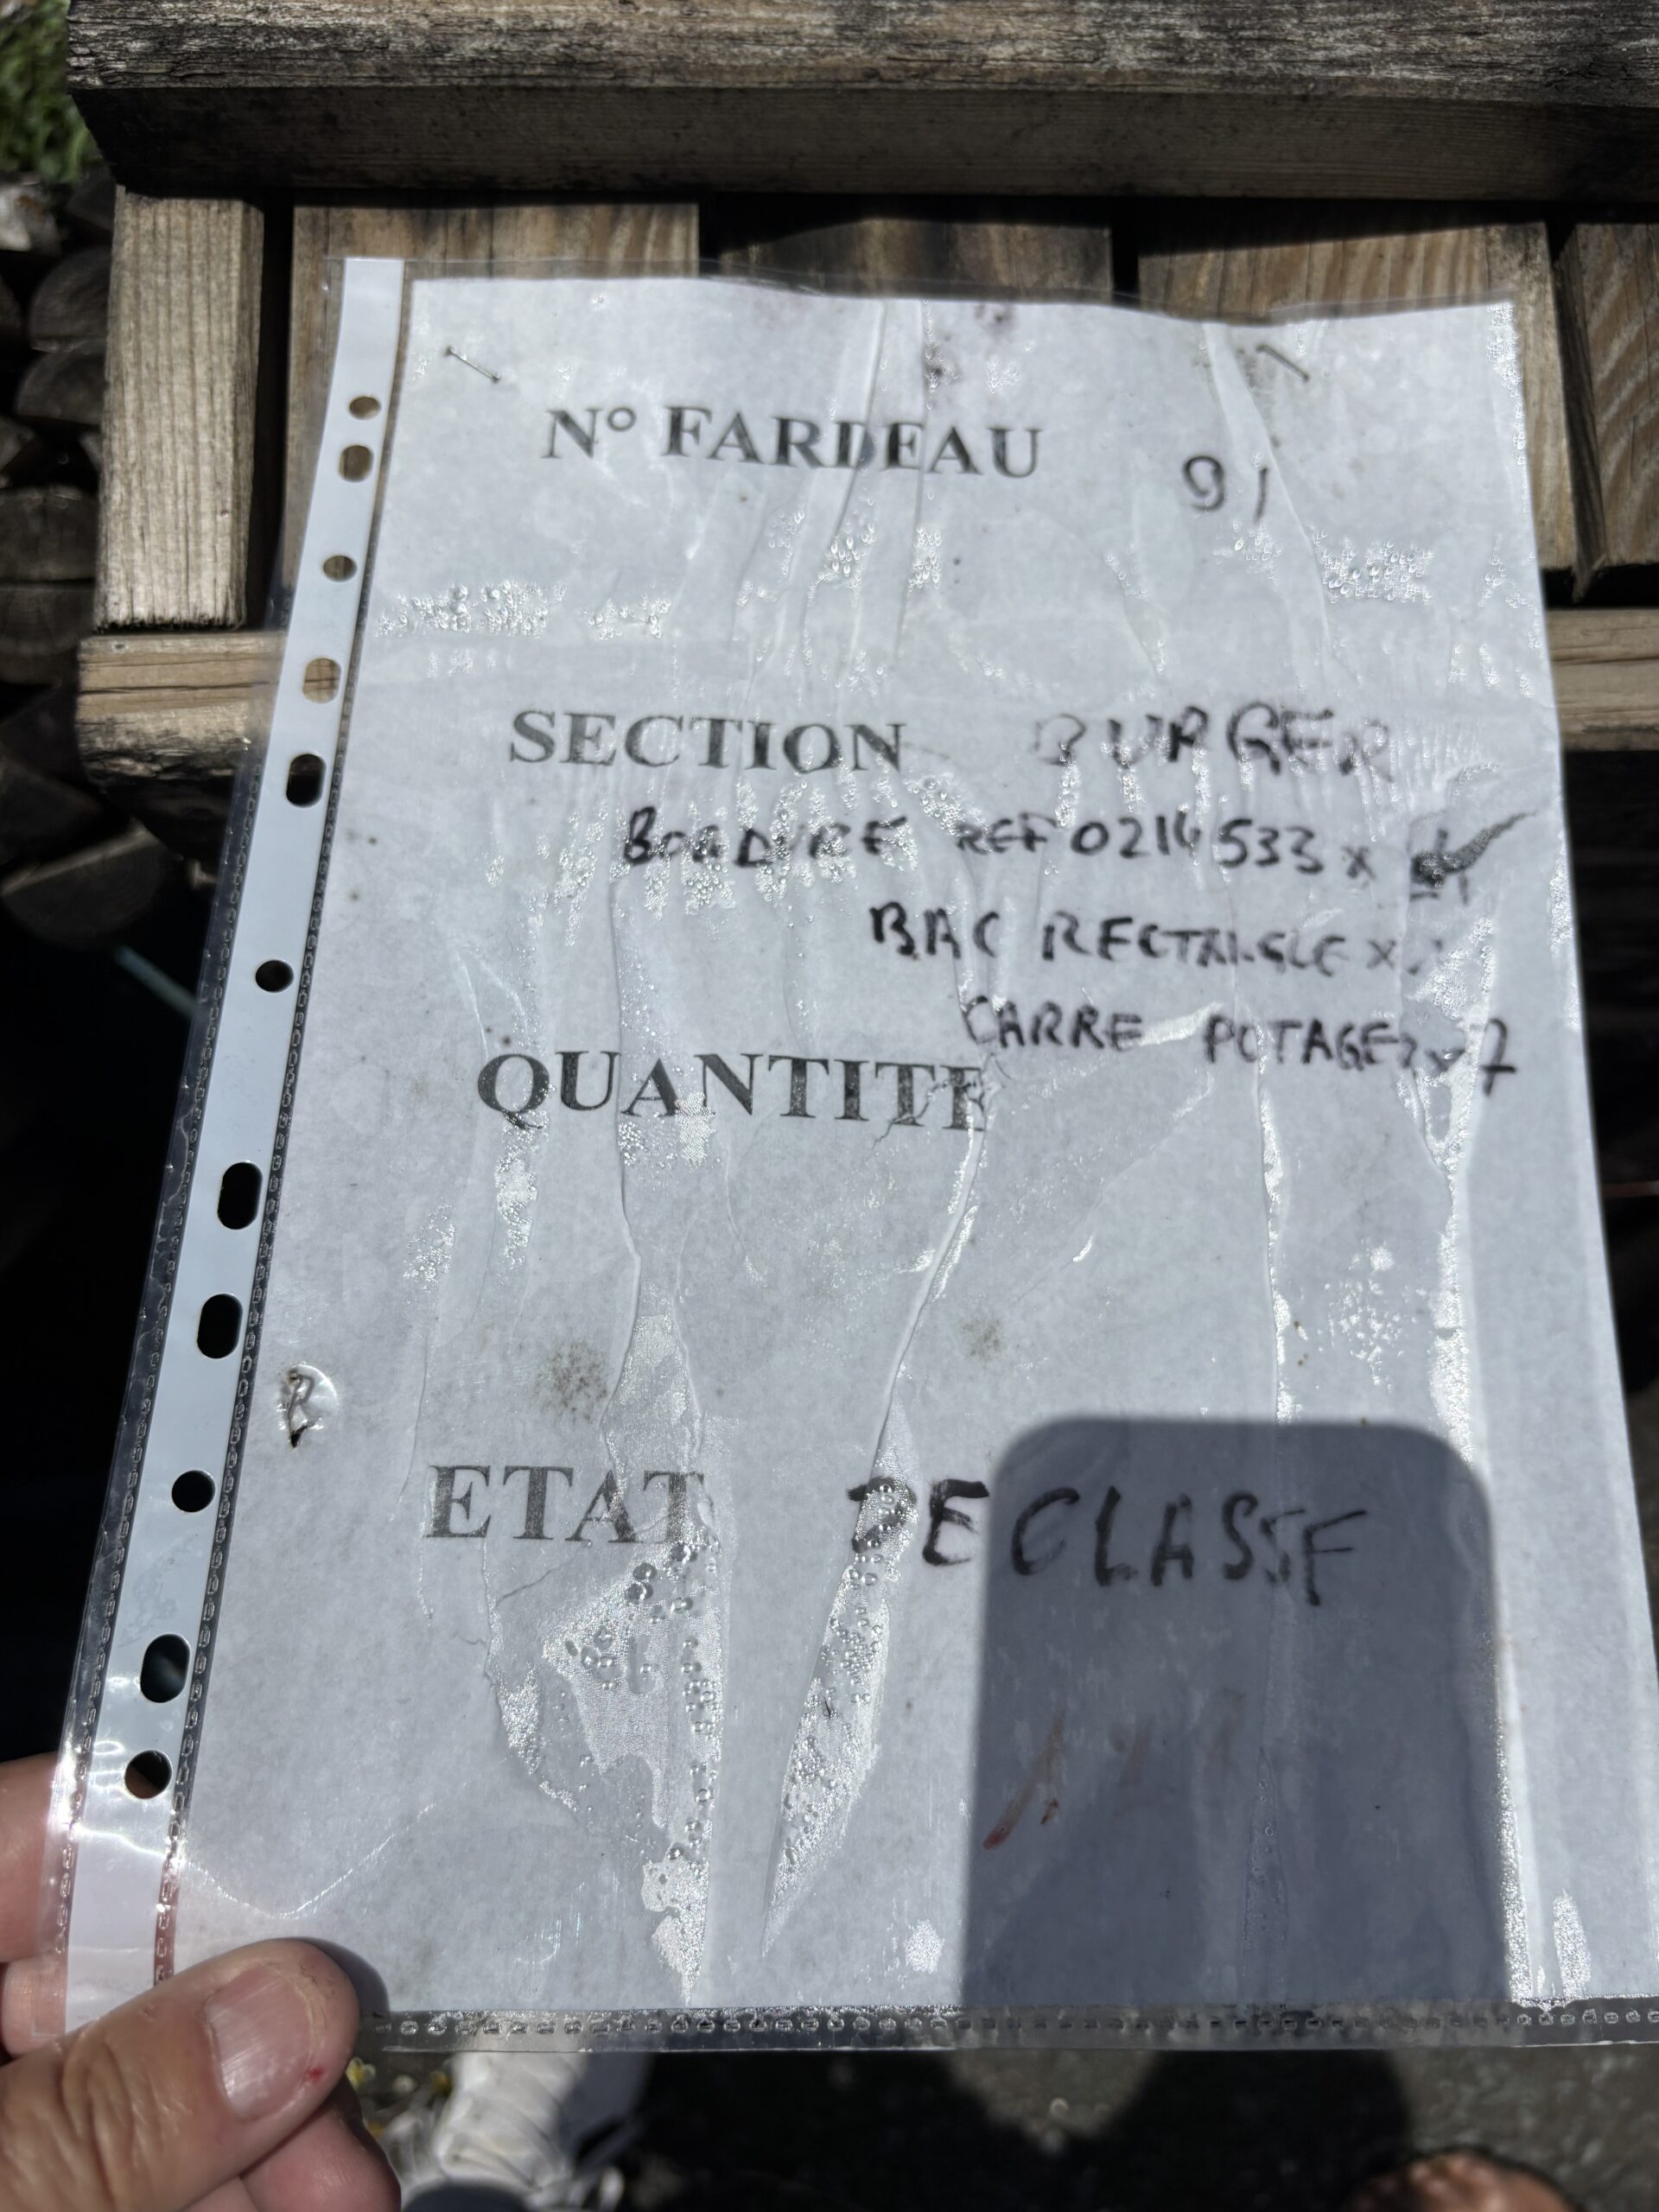 N° FARDEAU 91
SECTION BURGER
BORDURE REF 0214533 x
BAC RECTANGLE x
CARRE POTAGER x 7
QUANTITE
ETAT DECLASSE